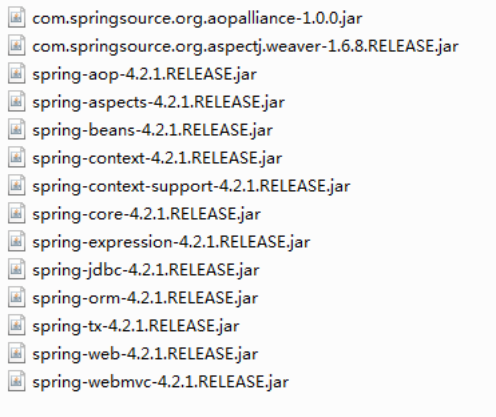 com.springsource.org.aopalliance-1.0.0.jar
com.springsource.org.aspectj.weaver-1.6.8.RELEASE.jar
spring-aop-4.2.1.RELEASE.jar
spring-aspects-4.2.1.RELEASE.jar
spring-beans-4.2.1.RELEASE.jar
spring-context-4.2.1.RELEASE.jar
spring-context-support-4.2.1.RELEASE.jar
spring-core-4.2.1.RELEASE.jar
spring-expression-4.2.1.RELEASE.jar
spring-jdbc-4.2.1.RELEASE.jar
spring-orm-4.2.1.RELEASE.jar
spring-tx-4.2.1.RELEASE.jar
spring-web-4.2.1.RELEASE.jar
spring-webmvc-4.2.1.RELEASE.jar